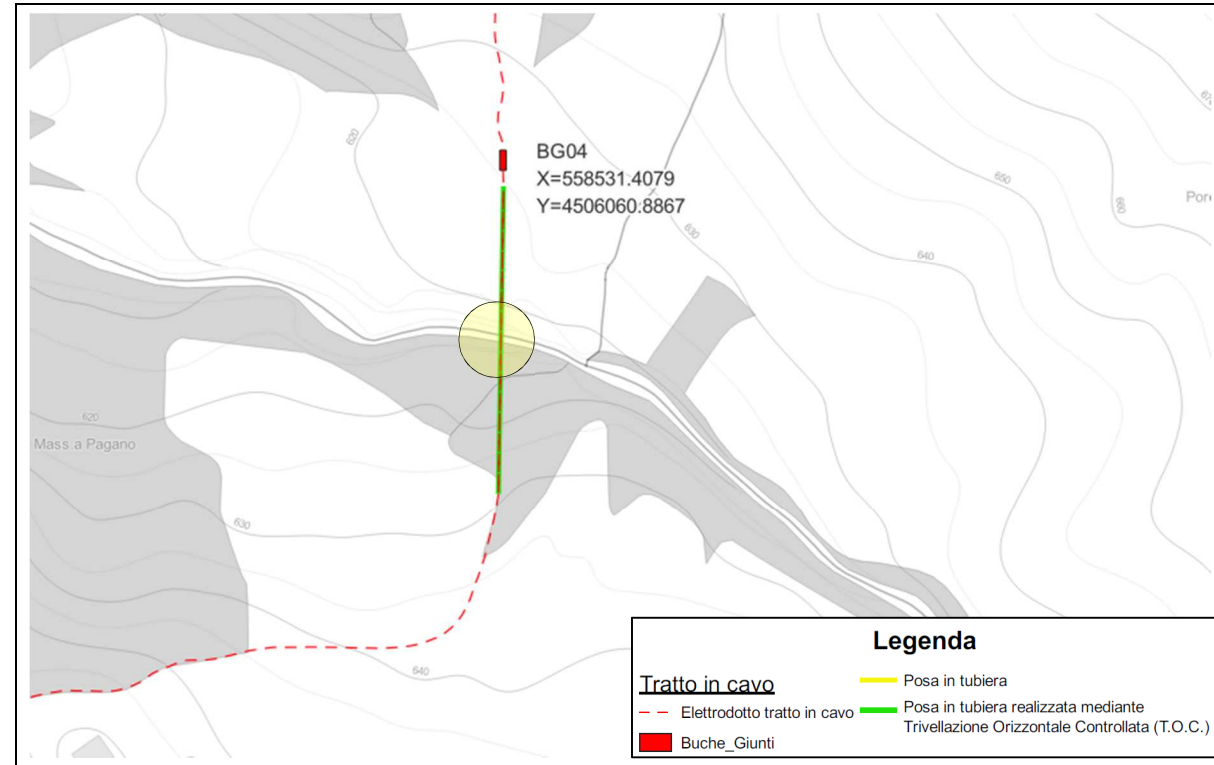 BG04
X=558531.4079
Y=4506060.8867
620
630
650
660
640
620
Mass.a Pagano
630
640
Legenda
Tratto in cavo
Elettrodotto tratto in cavo
Buche_Giunti
Posa in tubiera
Posa in tubiera realizzata mediante
Trivellazione Orizzontale Controllata (T.O.C.)